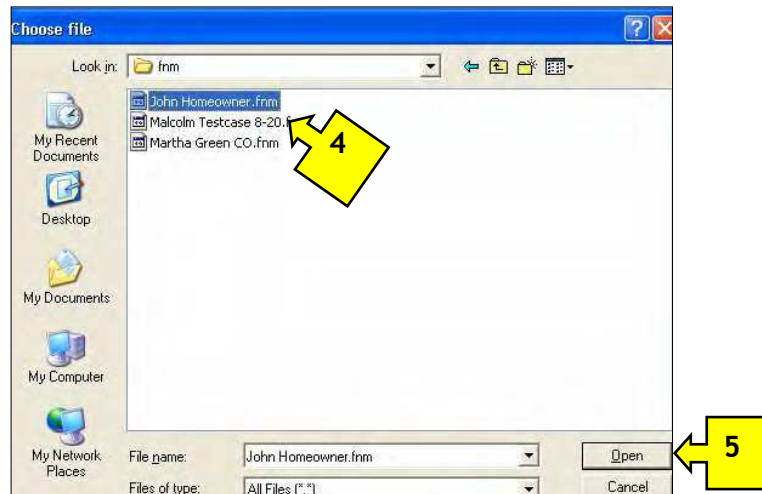 Choose file
Look in: fnm
John Homeowner.fnm
Malcolm Testcase 8-20.f
Martha Green CO.fnm
4
My Recent
Documents
Desktop
My Documents
My Computer
My Network
Places
File name: John Homeowner.fnm Open
5
Files of type: All Files (*.*) Cancel